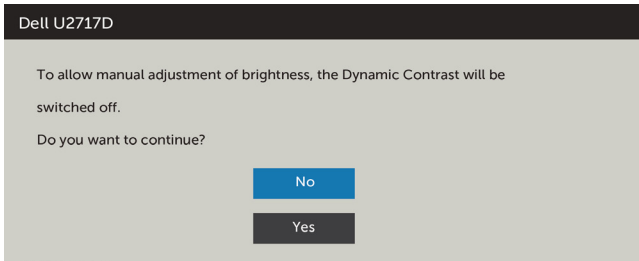 Dell U2717D
To allow manual adjustment of brightness, the Dynamic Contrast will be
switched off.
Do you want to continue?
No
Yes